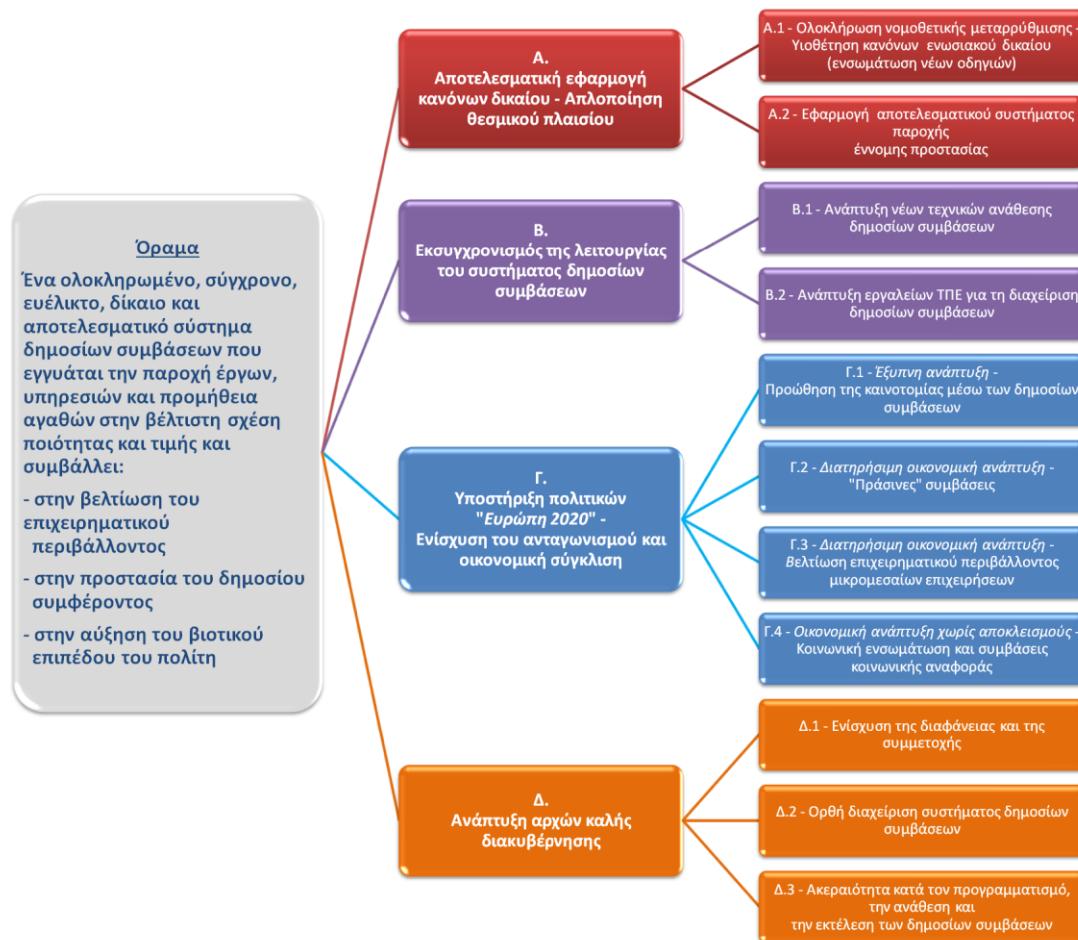 Όραμα
Ένα ολοκληρωμένο, σύγχρονο,
ευέλικτο, δίκαιο και
αποτελεσματικό σύστημα
δημοσίων συμβάσεων που
εγγυάται την παροχή έργων,
υπηρεσιών και προμήθεια
αγαθών στην βέλτιστη σχέση
ποιότητας και τιμής και
συμβάλλει:
- στην βελτίωση του
επιχειρηματικού
περιβάλλοντος
- στην προστασία του δημοσίου
συμφέροντος
- στην αύξηση του βιοτικού
επιπέδου του πολίτη
Α.
Αποτελεσματική εφαρμογή
κανόνων δικαίου - Απλοποίηση
θεσμικού πλαισίου
Α.1 - Ολοκλήρωση νομοθετικής μεταρρύθμισης -
Υιοθέτηση κανόνων ενωσιακού δικαίου
(ενσωμάτωση νέων οδηγιών)
Α.2 - Εφαρμογή αποτελεσματικού συστήματος
παροχής
έννομης προστασίας
Β.
Εκσυγχρονισμός της λειτουργίας
του συστήματος δημοσίων
συμβάσεων
Β.1 - Ανάπτυξη νέων τεχνικών ανάθεσης
δημοσίων συμβάσεων
Β.2 - Ανάπτυξη εργαλείων ΤΠΕ για τη διαχείριση
δημοσίων συμβάσεων
Γ.
Υποστήριξη πολιτικών
"Ευρώπη 2020" -
Ενίσχυση του ανταγωνισμού και
οικονομική σύγκλιση
Γ.1 - Έξυπνη ανάπτυξη -
Προώθηση της καινοτομίας μέσω των δημοσίων
συμβάσεων
Γ.2 - Διατηρήσιμη οικονομική ανάπτυξη -
"Πράσινες" συμβάσεις
Γ.3 - Διατηρήσιμη οικονομική ανάπτυξη -
Βελτίωση επιχειρηματικού περιβάλλοντος
μικρομεσαίων επιχειρήσεων
Γ.4 - Οικονομική ανάπτυξη χωρίς αποκλεισμούς -
Κοινωνική ενσωμάτωση και συμβάσεις
κοινωνικής αναφοράς
Δ.
Ανάπτυξη αρχών καλής
διακυβέρνησης
Δ.1 - Ενίσχυση της διαφάνειας και της
συμμετοχής
Δ.2 - Ορθή διαχείριση συστήματος δημοσίων
συμβάσεων
Δ.3 - Ακεραιότητα κατά τον προγραμματισμό,
την ανάθεση και
την εκτέλεση των δημοσίων συμβάσεων